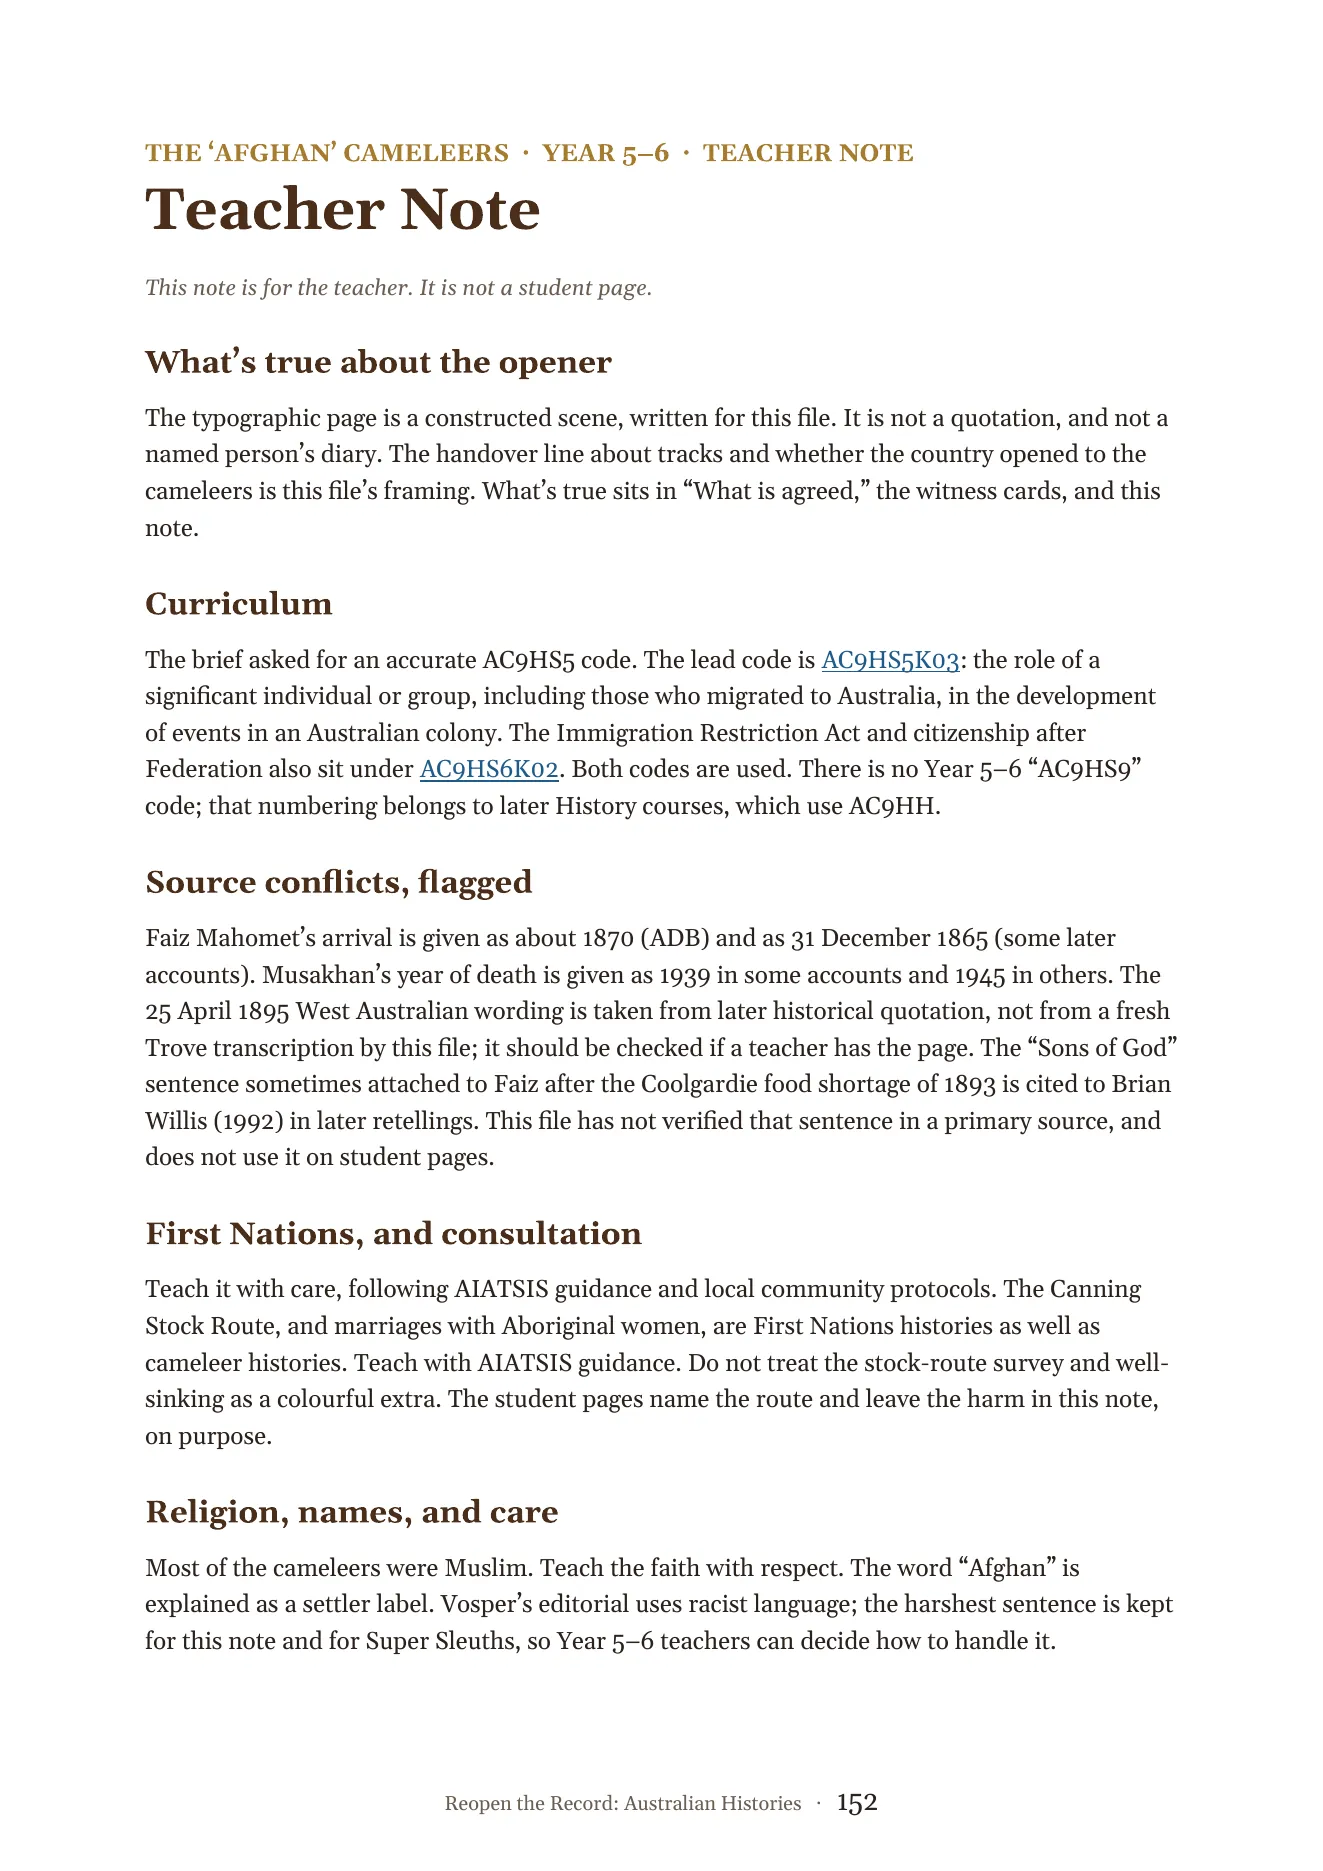 THE ‘AFGHAN’ CAMELEERS · YEAR 5–6 · TEACHER NOTE
Teacher Note
This note is for the teacher. It is not a student page.
What’s true about the opener
The typographic page is a constructed scene, written for this file. It is not a quotation, and not a
named person’s diary. The handover line about tracks and whether the country opened to the
cameleers is this file’s framing. What’s true sits in “What is agreed,” the witness cards, and this
note.
Curriculum
The brief asked for an accurate AC9HS5 code. The lead code is AC9HS5K03: the role of a
significant individual or group, including those who migrated to Australia, in the development
of events in an Australian colony. The Immigration Restriction Act and citizenship after
Federation also sit under AC9HS6K02. Both codes are used. There is no Year 5–6 “AC9HS9”
code; that numbering belongs to later History courses, which use AC9HH.
Source conflicts, flagged
Faiz Mahomet’s arrival is given as about 1870 (ADB) and as 31 December 1865 (some later
accounts). Musakhan’s year of death is given as 1939 in some accounts and 1945 in others. The
25 April 1895 West Australian wording is taken from later historical quotation, not from a fresh
Trove transcription by this file; it should be checked if a teacher has the page. The “Sons of God”
sentence sometimes attached to Faiz after the Coolgardie food shortage of 1893 is cited to Brian
Willis (1992) in later retellings. This file has not verified that sentence in a primary source, and
does not use it on student pages.
First Nations, and consultation
Teach it with care, following AIATSIS guidance and local community protocols. The Canning
Stock Route, and marriages with Aboriginal women, are First Nations histories as well as
cameleer histories. Teach with AIATSIS guidance. Do not treat the stock-route survey and well-
sinking as a colourful extra. The student pages name the route and leave the harm in this note,
on purpose.
Religion, names, and care
Most of the cameleers were Muslim. Teach the faith with respect. The word “Afghan” is
explained as a settler label. Vosper’s editorial uses racist language; the harshest sentence is kept
for this note and for Super Sleuths, so Year 5–6 teachers can decide how to handle it.
Reopen the Record: Australian Histories · 152